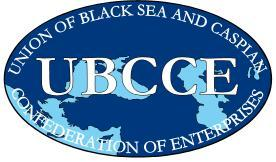 UNION OF BLACK SEA AND CASPIAN
UBCCE
CONFEDERATION OF ENTERPRISES